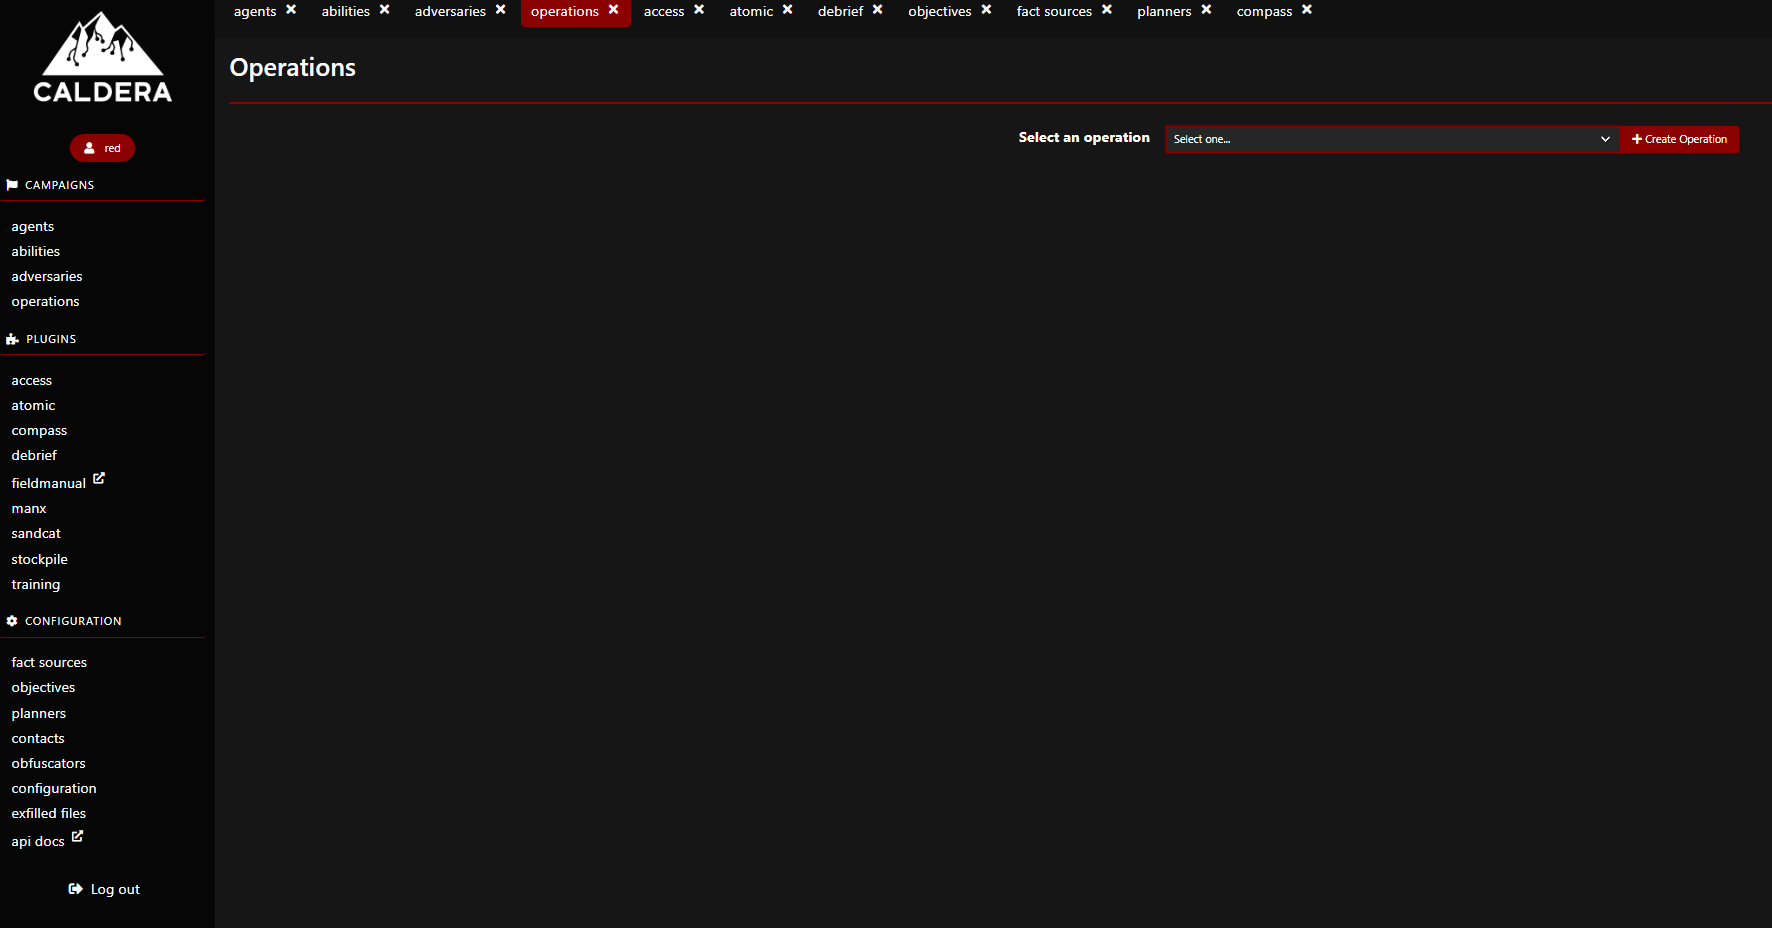 agents abilities adversaries operations access atomic debrief objectives fact sources planners compass
CALDERA
red
CAMPAIGNS
agents
abilities
adversaries
operations
PLUGINS
access
atomic
compass
debrief
fieldmanual
manx
sandcat
stockpile
training
CONFIGURATION
fact sources
objectives
planners
contacts
obfuscators
configuration
exfilled files
api docs
Log out
Operations
Select an operation Select one... Create Operation